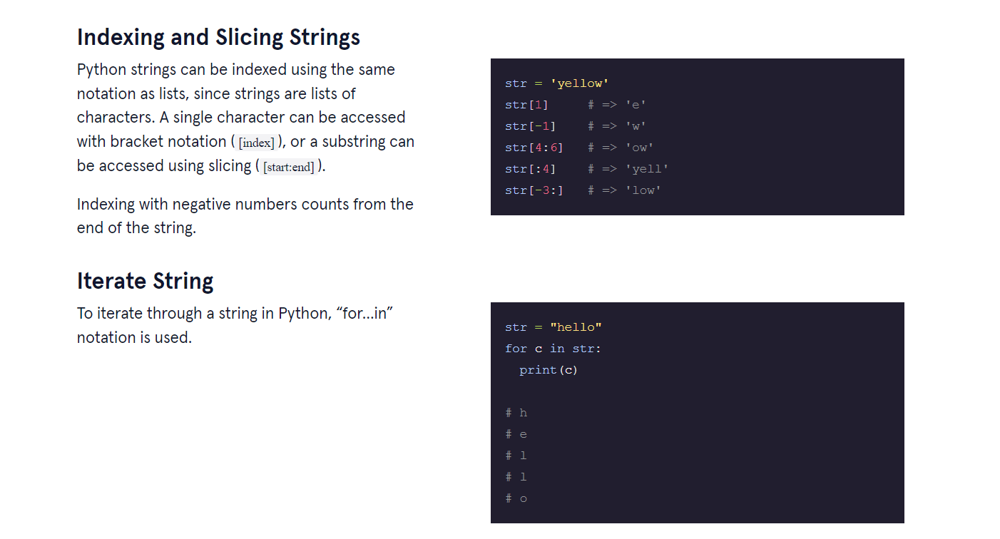 Indexing and Slicing Strings
Python strings can be indexed using the same
notation as lists, since strings are lists of
characters. A single character can be accessed
with bracket notation ( [index] ), or a substring can
be accessed using slicing ( [start:end] ).
Indexing with negative numbers counts from the
end of the string.
str = 'yellow'
str[1]     # => 'e'
str[-1]    # => 'w'
str[4:6]   # => 'ow'
str[:4]    # => 'yell'
str[-3:]   # => 'low'
Iterate String
To iterate through a string in Python, “for…in”
notation is used.
str = "hello"
for c in str:
  print(c)
# h
# e
# l
# l
# o